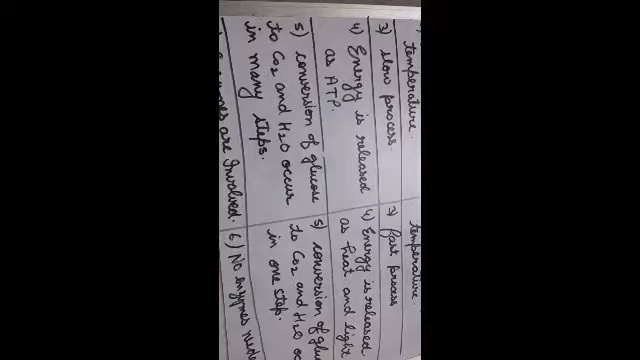 temperature.
3) slow process.
4) Energy is released
as ATP.
5) conversion of glucose
to Co2 and H2O occur
in many steps.
are Involved.
temperature.
3) fast process
4) Energy is released
as heat and light
5) conversion of
to Co2 and H2O
in one step.
6) No enzymes